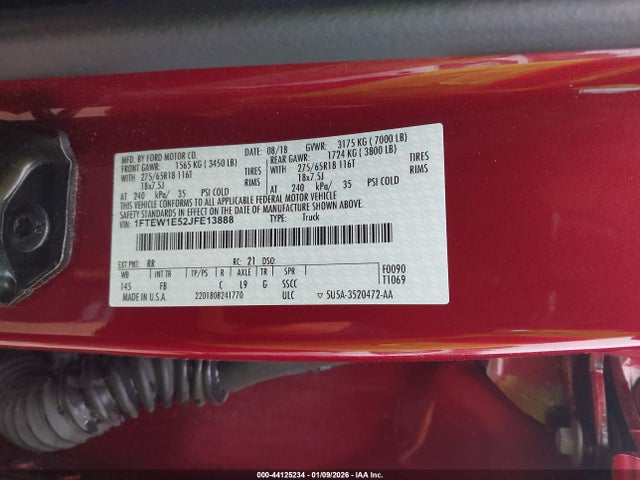 MFD. BY FORD MOTOR CO. 08/18 GVWR: 3175 KG ( 7000 LB)
FRONT GAWR: 1565 KG ( 3450 LB) REAR GAWR: 1724 KG ( 3800 LB)
275/65R18 116T TIRES 275/65R18 116T TIRES
18x7.5J RIMS 18x7.5J RIMS
AT 240 kPa/ 35 PSI COLD AT 240 kPa/ 35 PSI COLD
THIS VEHICLE CONFORMS TO ALL APPLICABLE FEDERAL MOTOR VEHICLE
SAFETY STANDARDS IN EFFECT ON THE DATE OF MANUFACTURE SHOWN ABOVE.
VIN: 1FTEW1E52JFE13888 TYPE: Truck
EXT PNT: RR RC: 21 DSO: F0090
WB INT TR TP/PS R AXLE TR SPR T1069
145 FB C L9 G SSCC
MADE IN U.S.A. 220180B241770 ULC ▽ 5U5A-3520472-AA
000-44125234 - 01/09/2026 - IAA Inc.